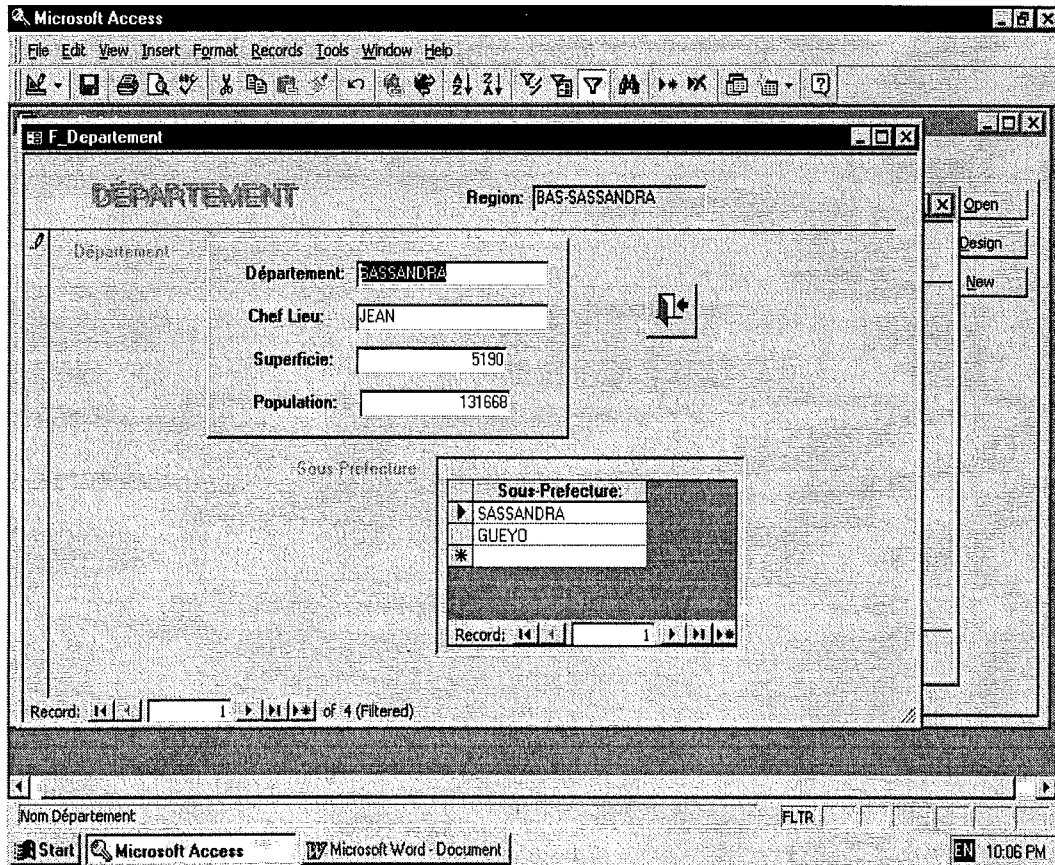 Microsoft Access
File Edit View Insert Format Records Tools Window Help
F_Departement
DÉPARTEMENT
Region: BAS-SASSANDRA
Open
Département
Design
Département: SASSANDRA
New
Chef Lieu: JEAN
Superficie: 5190
Population: 131668
Sous Prefecture
Sous-Prefecture:
SASSANDRA
GUEYO
Record: 1
Record: 1 of 4 (Filtered)
Nom Département FLTR
Start Microsoft Access Microsoft Word - Document EN 10:06 PM